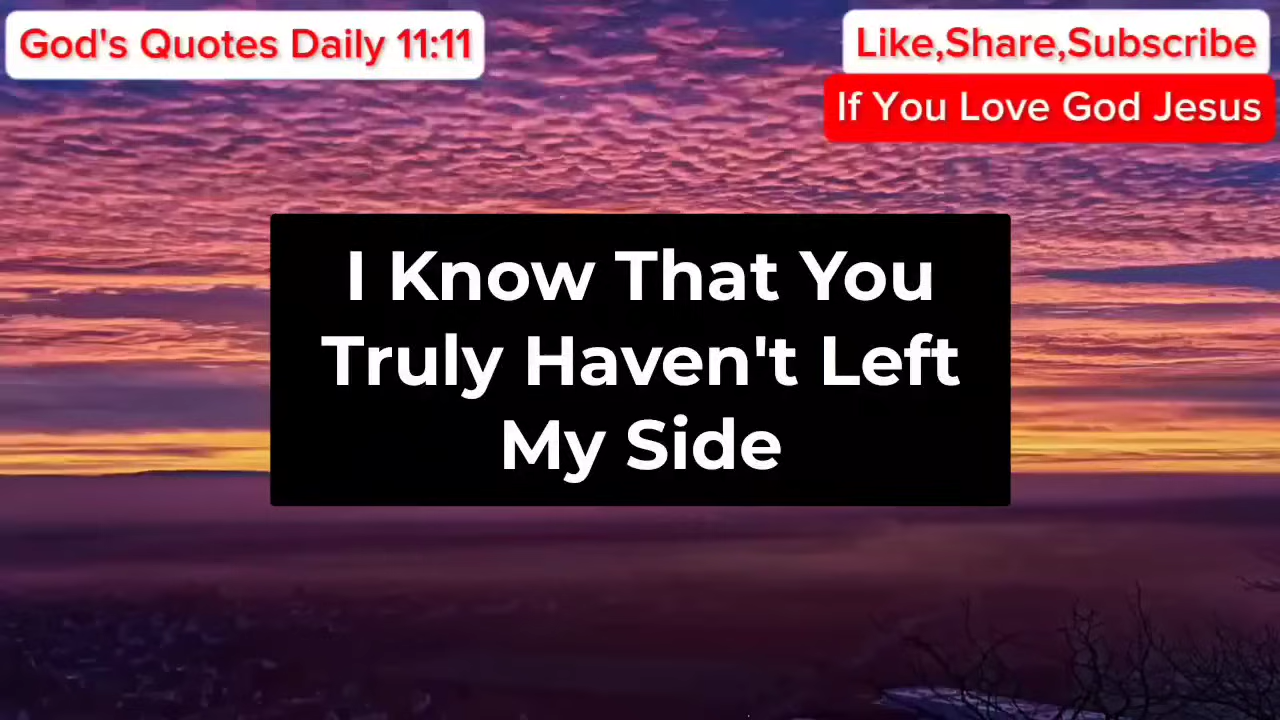 God's Quotes Daily 11:11
Like,Share,Subscribe
If You Love God Jesus
I Know That You
Truly Haven't Left
My Side